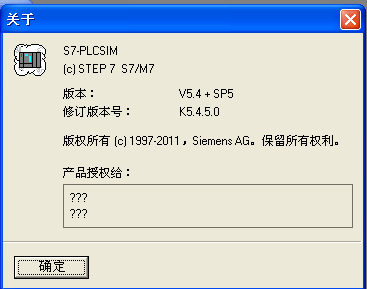 关于
S7-PLCSIM
(c) STEP 7  S7/M7
版本： V5.4 + SP5
修订版本号： K5.4.5.0
版权所有 (c) 1997-2011，Siemens AG。保留所有权利。
产品授权给：
???
???
确定